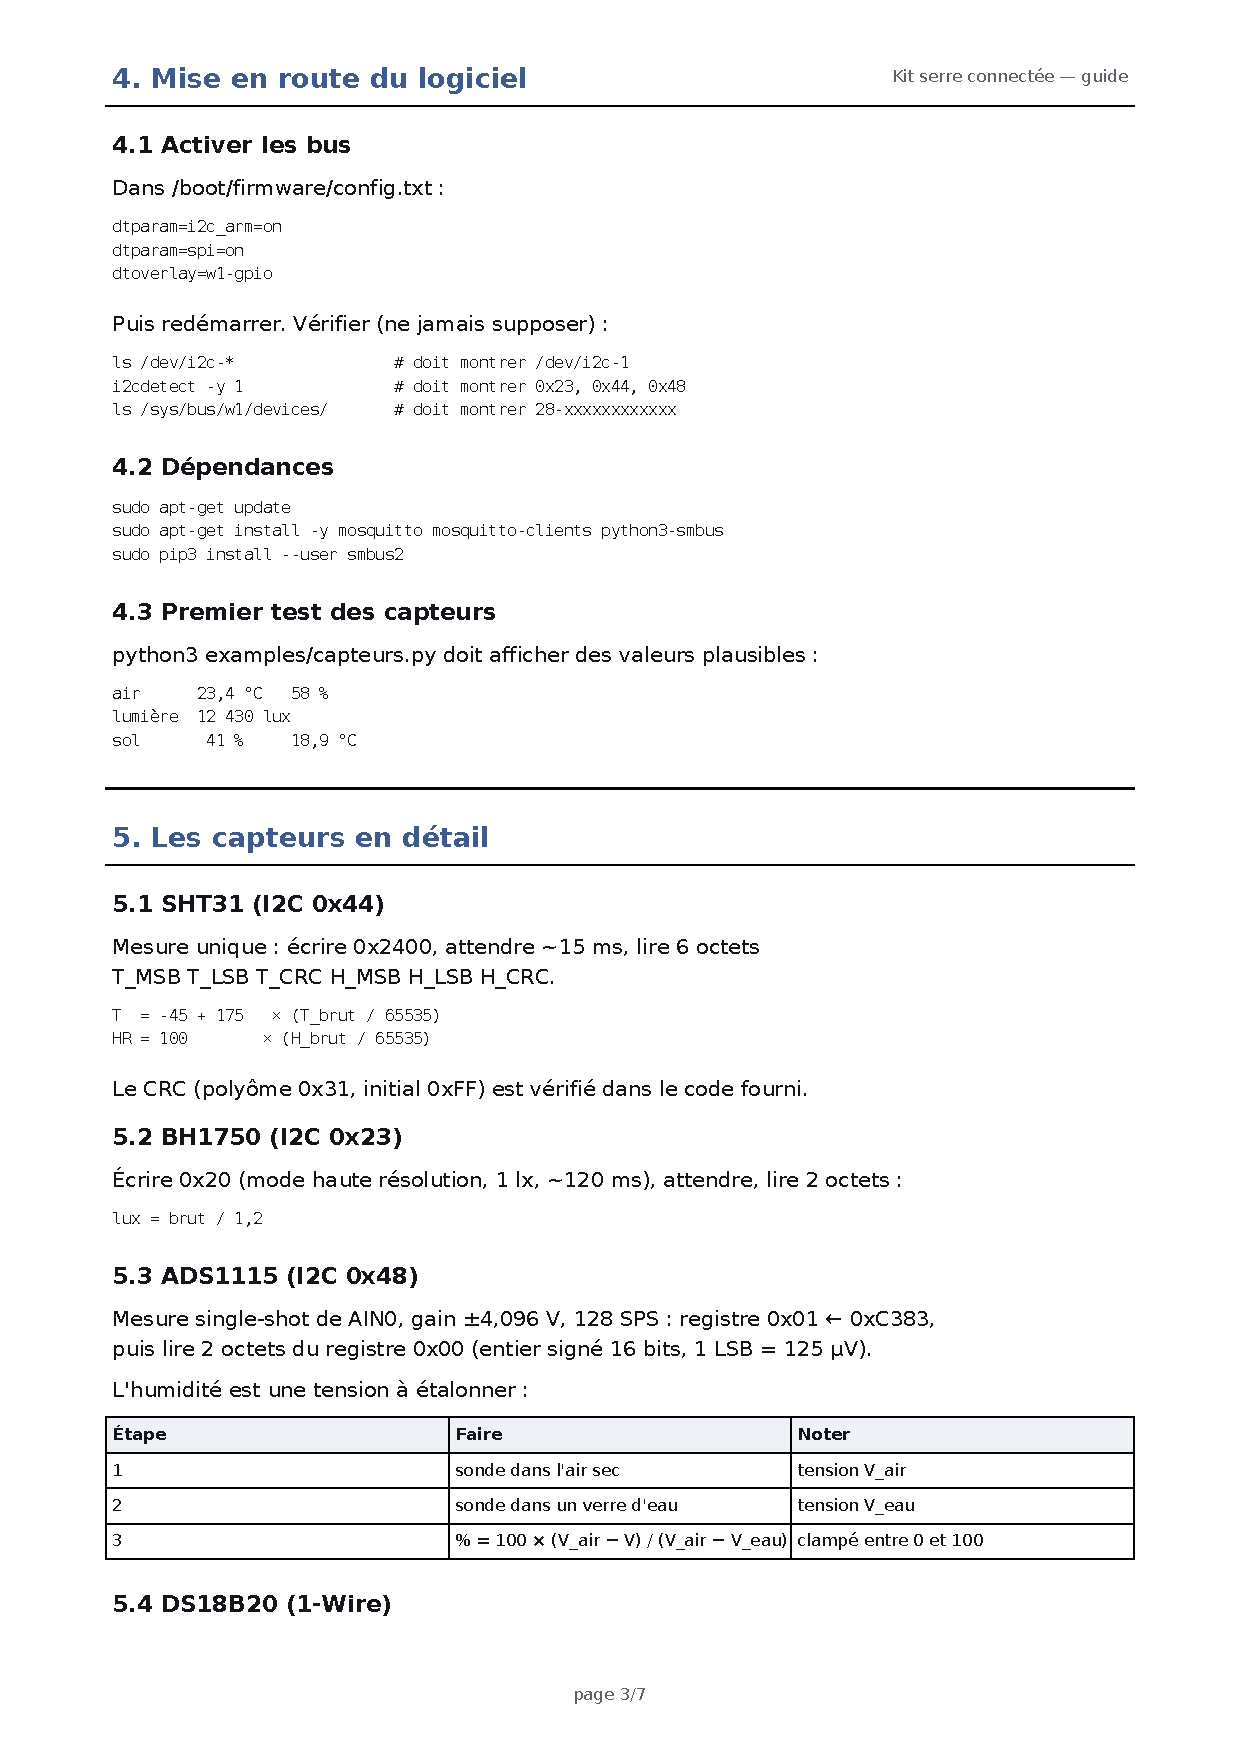 4. Mise en route du logiciel
Kit serre connectée — guide
4.1 Activer les bus
Dans /boot/firmware/config.txt :
dtparam=i2c_arm=on
dtparam=spi=on
dtoverlay=w1-gpio
Puis redémarrer. Vérifier (ne jamais supposer) :
ls /dev/i2c-*                 # doit montrer /dev/i2c-1
i2cdetect -y 1                # doit montrer 0x23, 0x44, 0x48
ls /sys/bus/w1/devices/       # doit montrer 28-xxxxxxxxxxxx
4.2 Dépendances
sudo apt-get update
sudo apt-get install -y mosquitto mosquitto-clients python3-smbus
sudo pip3 install --user smbus2
4.3 Premier test des capteurs
python3 examples/capteurs.py doit afficher des valeurs plausibles :
air      23,4 °C   58 %
lumière  12 430 lux
sol       41 %     18,9 °C
5. Les capteurs en détail
5.1 SHT31 (I2C 0x44)
Mesure unique : écrire 0x2400, attendre ~15 ms, lire 6 octets
T_MSB T_LSB T_CRC H_MSB H_LSB H_CRC.
T  = -45 + 175   × (T_brut / 65535)
HR = 100        × (H_brut / 65535)
Le CRC (polyôme 0x31, initial 0xFF) est vérifié dans le code fourni.
5.2 BH1750 (I2C 0x23)
Écrire 0x20 (mode haute résolution, 1 lx, ~120 ms), attendre, lire 2 octets :
lux = brut / 1,2
5.3 ADS1115 (I2C 0x48)
Mesure single-shot de AIN0, gain ±4,096 V, 128 SPS : registre 0x01 ← 0xC383,
puis lire 2 octets du registre 0x00 (entier signé 16 bits, 1 LSB = 125 µV).
L'humidité est une tension à étalonner :
Étape Faire Noter
1 sonde dans l'air sec tension V_air
2 sonde dans un verre d'eau tension V_eau
3 % = 100 × (V_air − V) / (V_air − V_eau) clampé entre 0 et 100
5.4 DS18B20 (1-Wire)
page 3/7